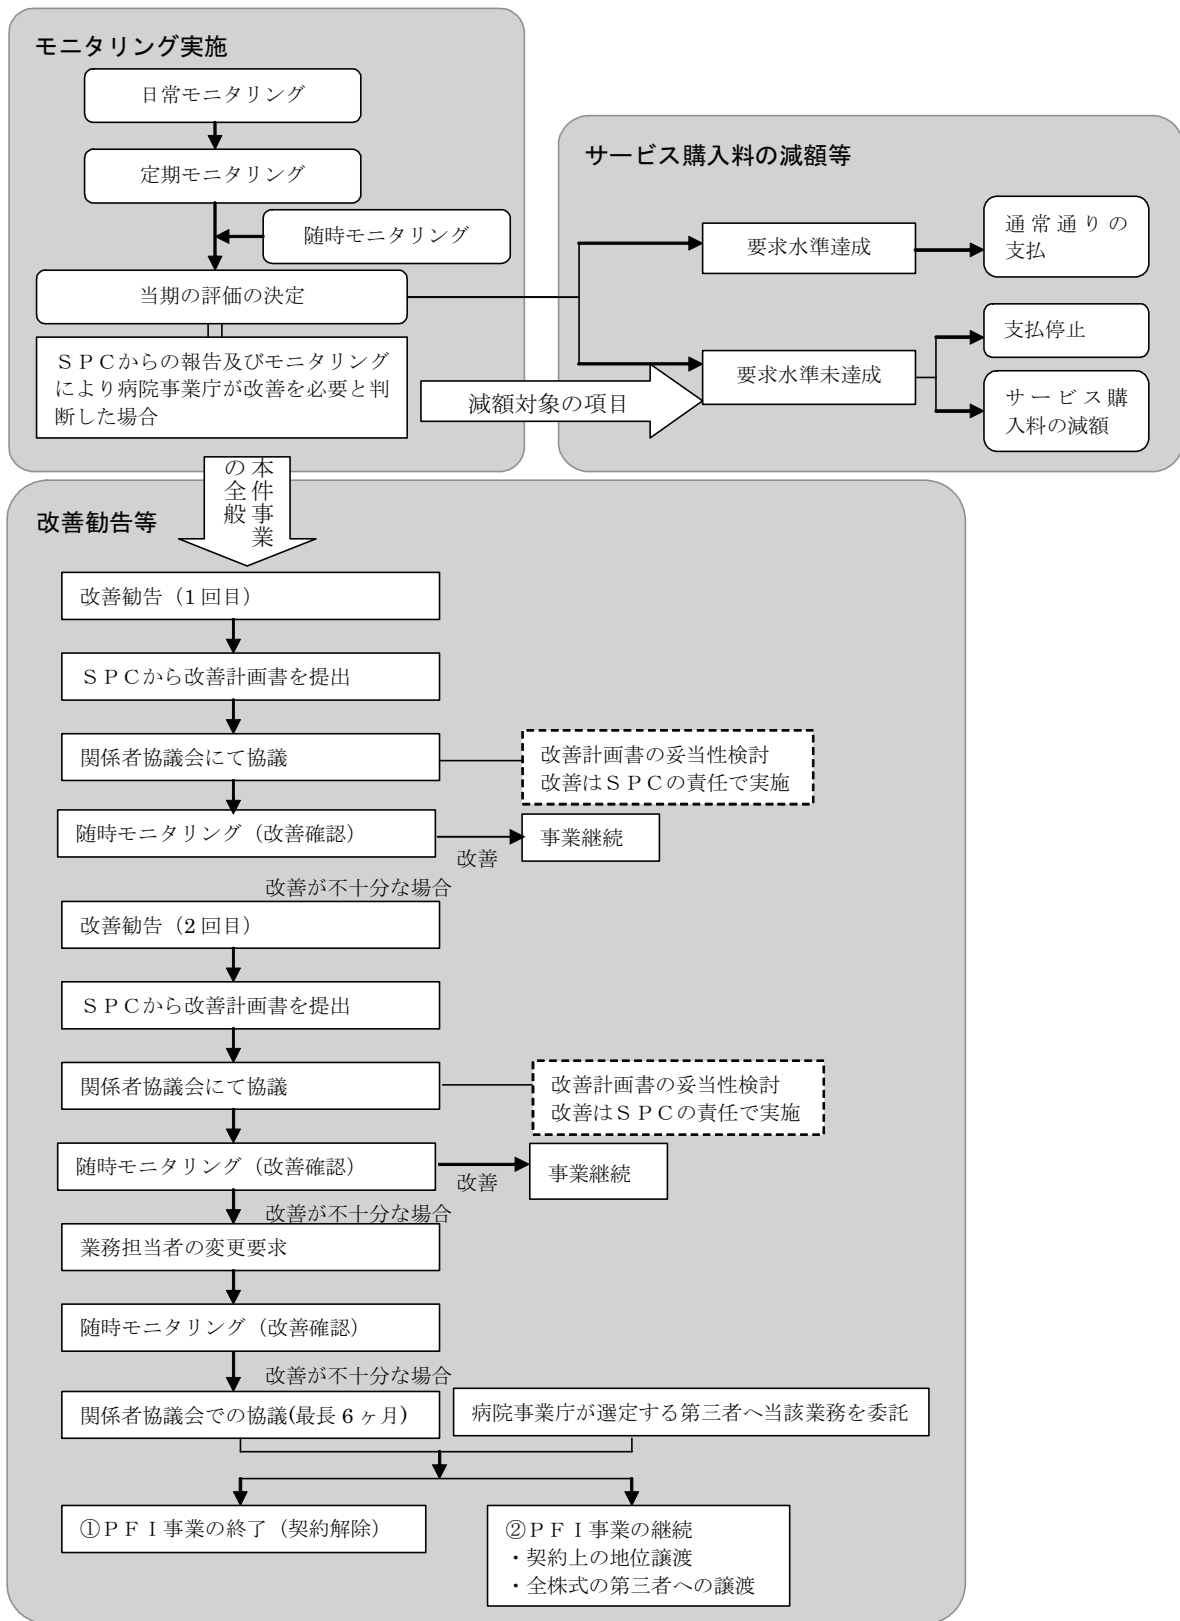 モニタリング実施
日常モニタリング
定期モニタリング
随時モニタリング
当期の評価の決定
ＳＰＣからの報告及びモニタリング
により病院事業庁が改善を必要と判
断した場合
サービス購入料の減額等
要求水準達成
通常通りの
支払
要求水準未達成
支払停止
サービス購
入料の減額
減額対象の項目
本件事業
の全般
改善勧告等
改善勧告（1回目）
ＳＰＣから改善計画書を提出
関係者協議会にて協議
改善計画書の妥当性検討
改善はＳＰＣの責任で実施
随時モニタリング（改善確認）
改善
事業継続
改善が不十分な場合
改善勧告（2回目）
ＳＰＣから改善計画書を提出
関係者協議会にて協議
改善計画書の妥当性検討
改善はＳＰＣの責任で実施
随時モニタリング（改善確認）
改善
事業継続
改善が不十分な場合
業務担当者の変更要求
随時モニタリング（改善確認）
改善が不十分な場合
関係者協議会での協議(最長6ヶ月)
病院事業庁が選定する第三者へ当該業務を委託
①ＰＦＩ事業の終了（契約解除）
②ＰＦＩ事業の継続
・契約上の地位譲渡
・全株式の第三者への譲渡